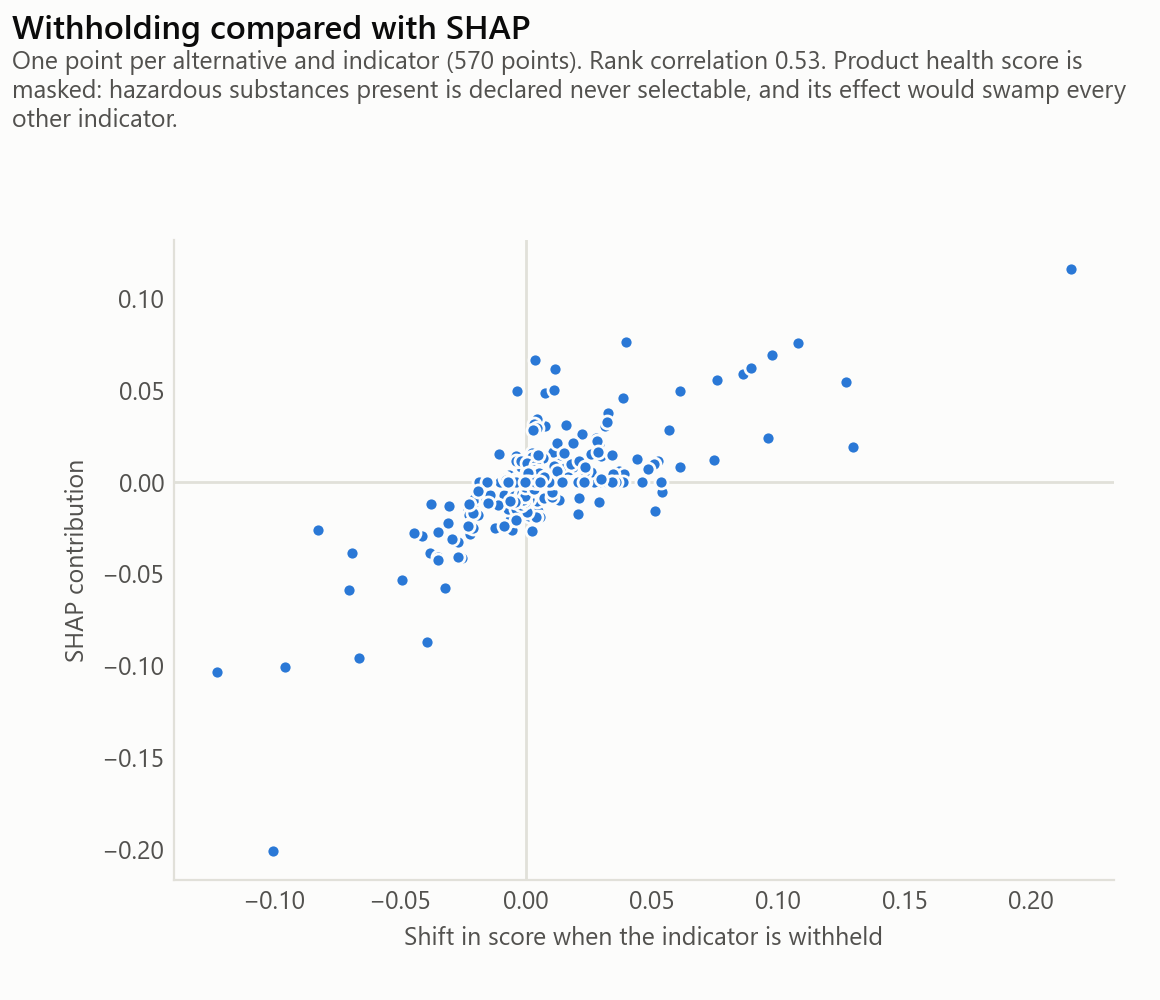 Withholding compared with SHAP
One point per alternative and indicator (570 points). Rank correlation 0.53. Product health score is
masked: hazardous substances present is declared never selectable, and its effect would swamp every
other indicator.
0.10
0.05
0.00
−0.05
−0.10
−0.15
−0.20
SHAP contribution
−0.10
−0.05
0.00
0.05
0.10
0.15
0.20
Shift in score when the indicator is withheld